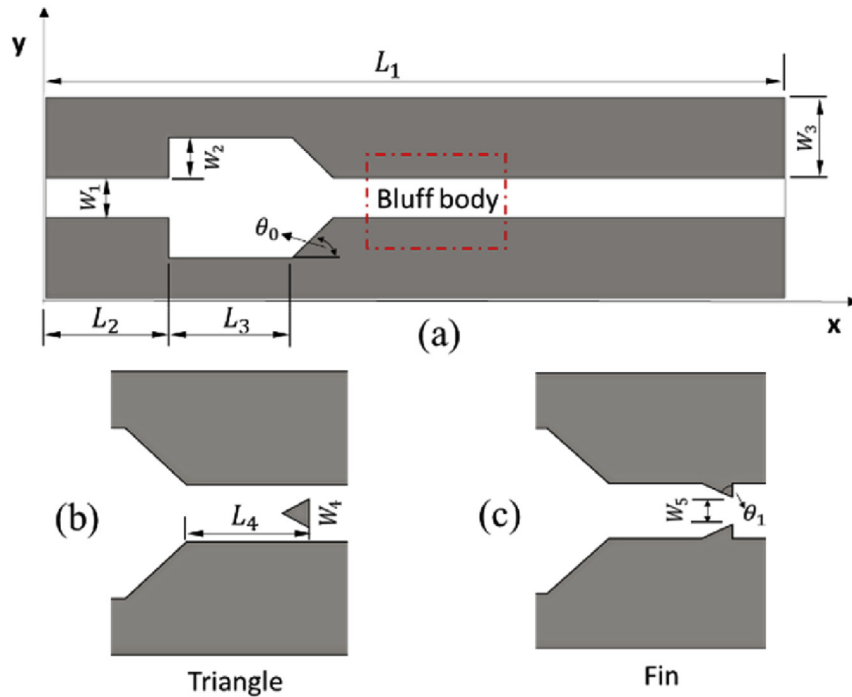 y
L₁
W₂
W₃
W₁
Bluff body
θ₀
L₂
L₃
x
(a)
(b)
L₄
W₄
(c)
W₅
θ₁
Triangle
Fin